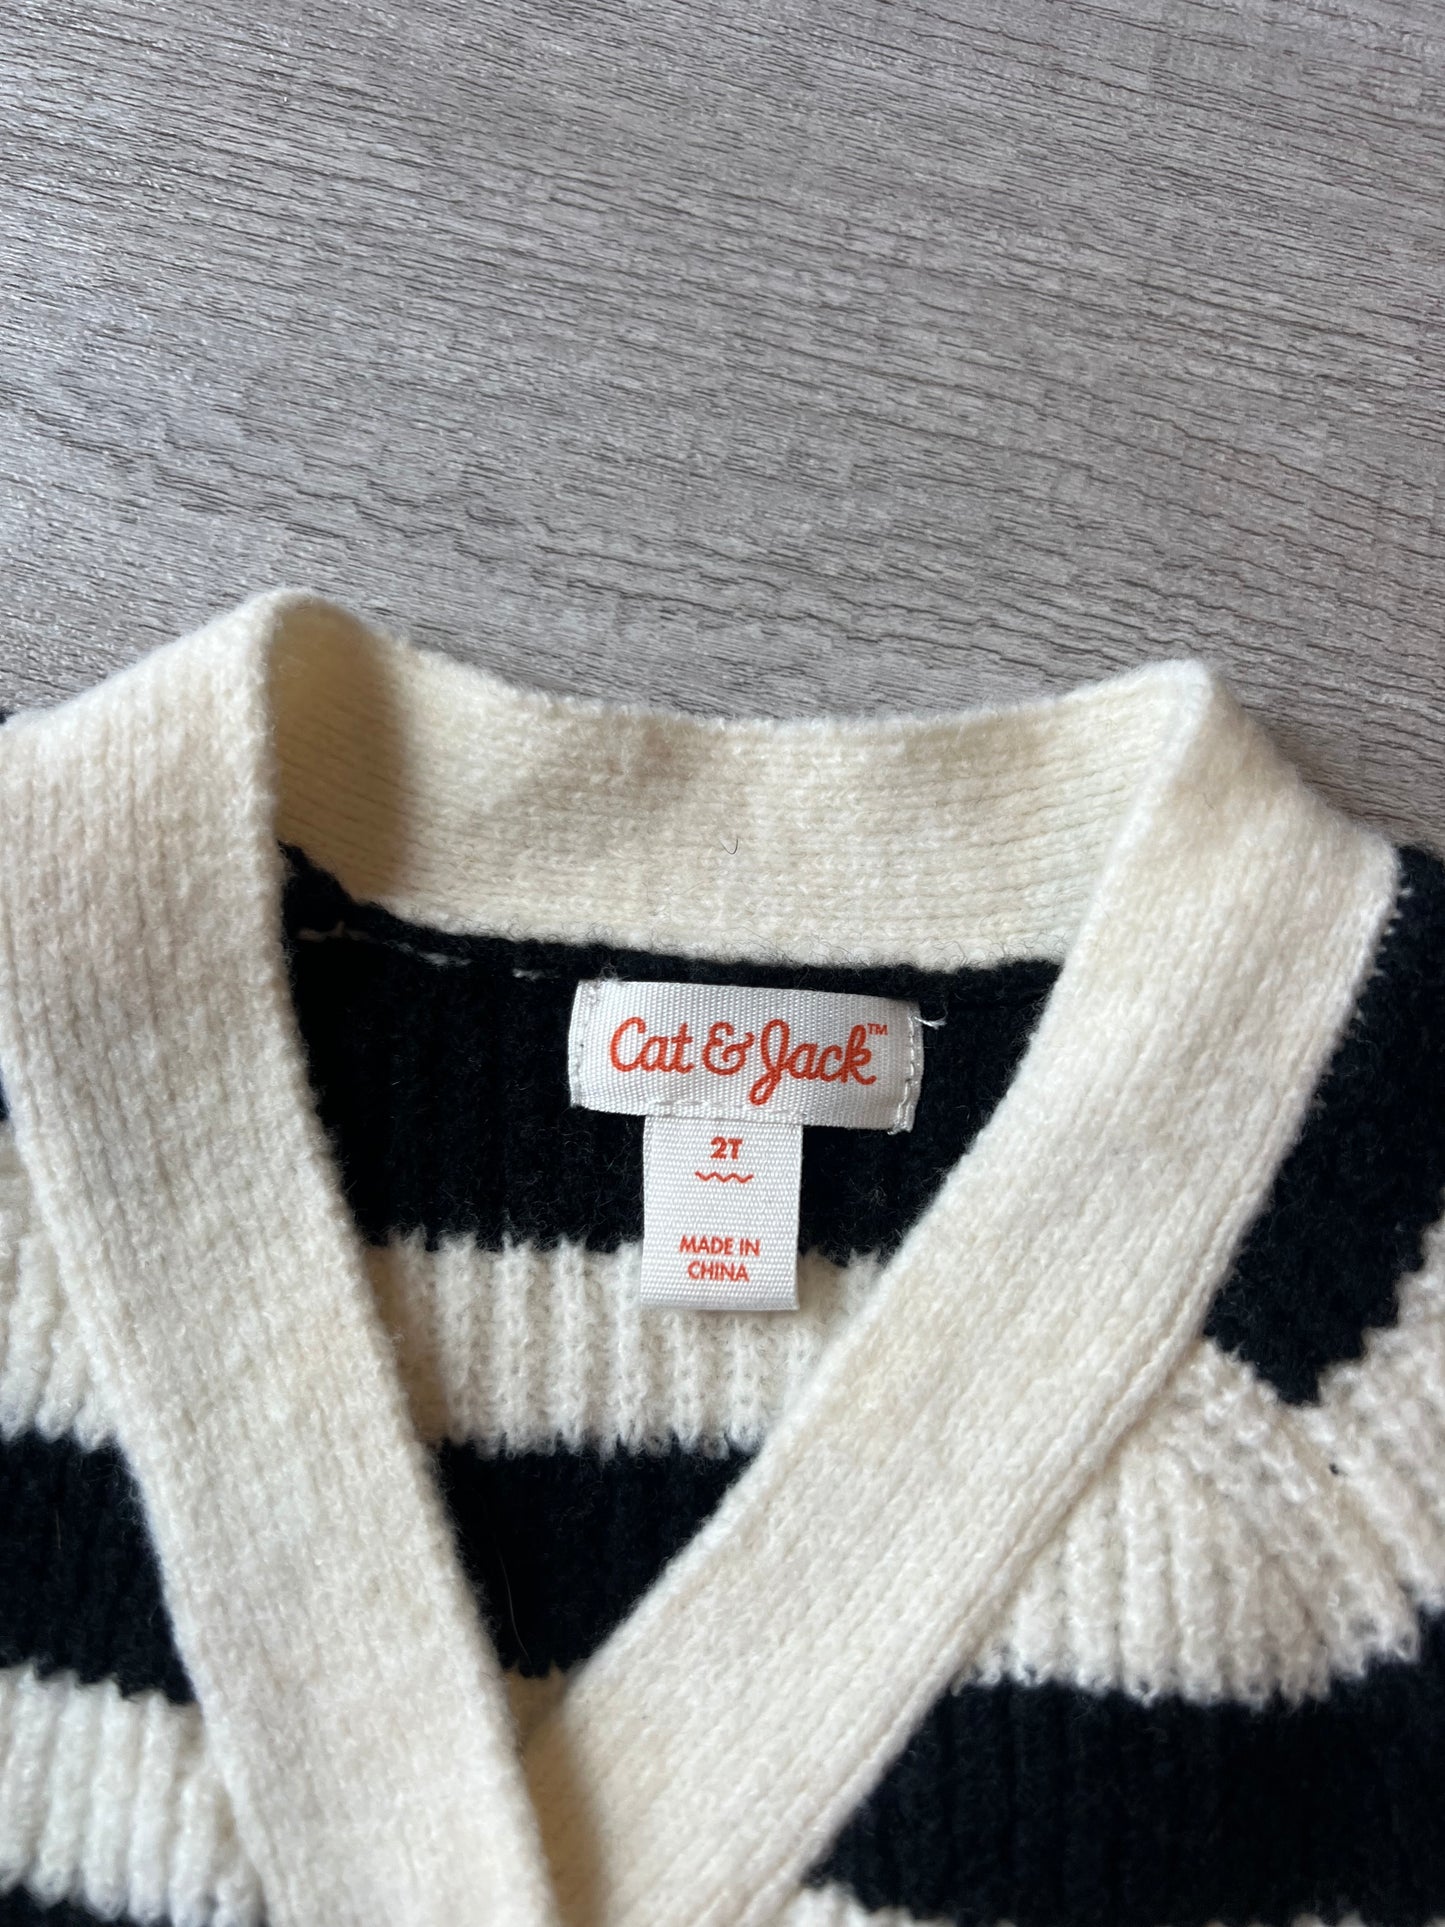 Cat & Jack™
2T
MADE IN
CHINA